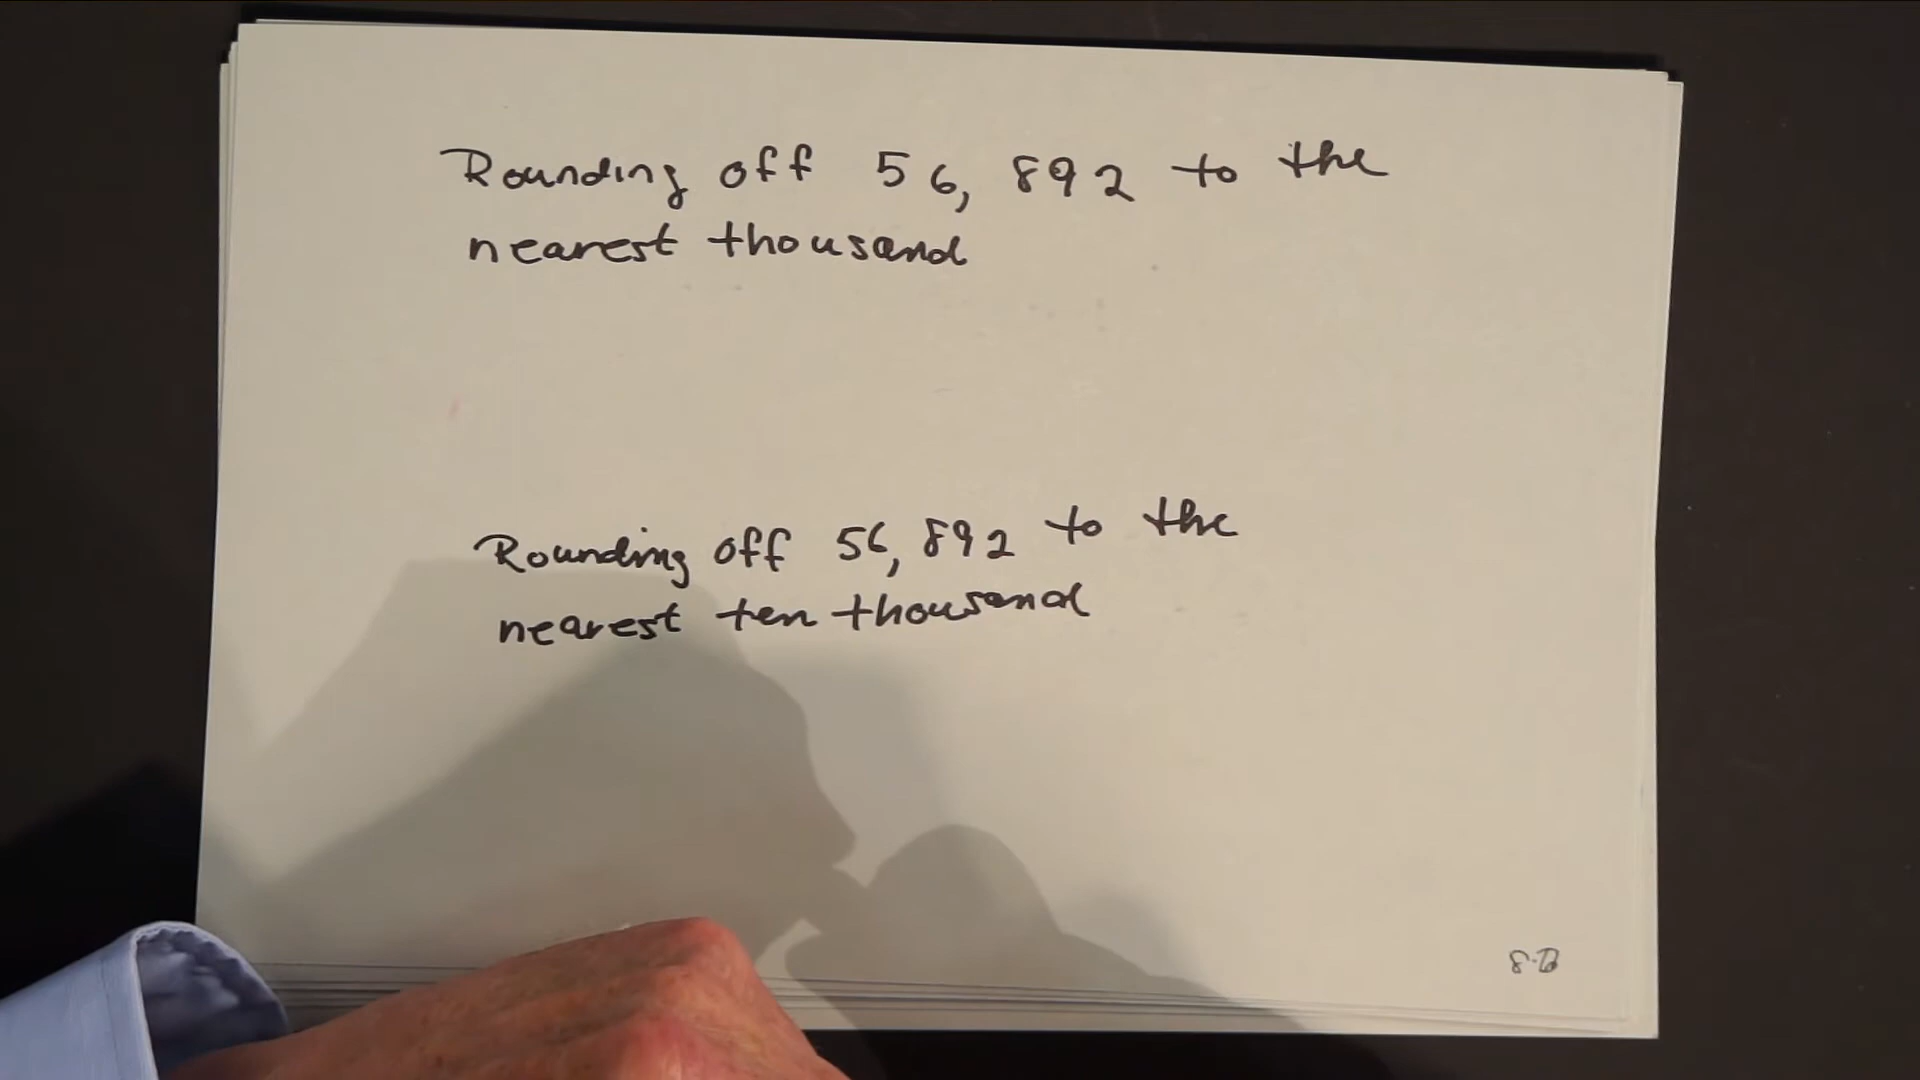 Rounding off 56,892 to the
nearest thousand
Rounding off 56,892 to the
nearest ten thousand